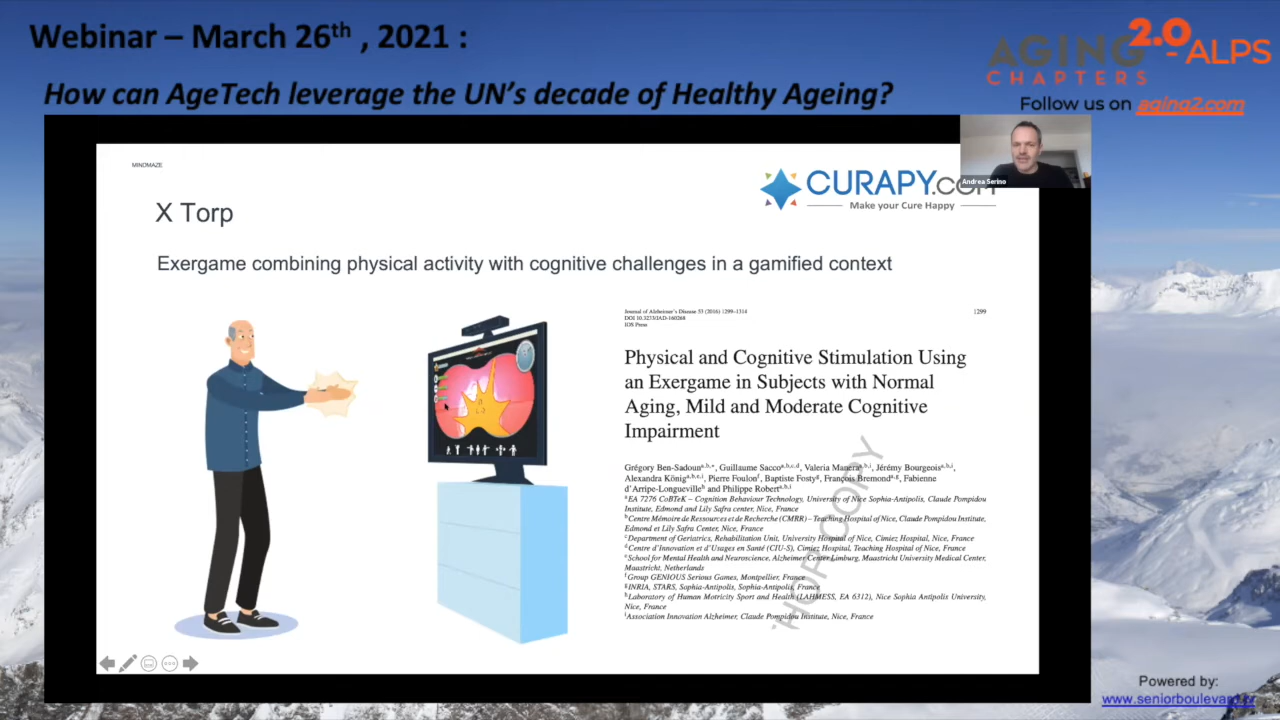 Webinar – March 26th , 2021 :
How can AgeTech leverage the UN's decade of Healthy Ageing?
AGING 2.0 -ALPS
CHAPTERS
Follow us on aging2.com
MINDMAZE
Andrea Serino
CURAPY.COM
Make your Cure Happy
X Torp
Exergame combining physical activity with cognitive challenges in a gamified context
Journal of Alzheimer's Disease 53 (2016) 1299–1314
1299
DOI 10.3233/JAD-160268
IOS Press
Physical and Cognitive Stimulation Using
an Exergame in Subjects with Normal
Aging, Mild and Moderate Cognitive
Impairment
Grégory Ben-Sadoun a,b,*, Guillaume Sacco a,b,c,d, Valeria Manera a,b,i, Jérémy Bourgeois a,b,i,
Alexandra König a,b,e,i, Pierre Foulon f, Baptiste Fosty g, François Bremond a,g, Fabienne
d'Arripe-Longueville h and Philippe Robert a,b,i
a EA 7276 CoBTeK – Cognition Behaviour Technology, University of Nice Sophia-Antipolis, Claude Pompidou
Institute, Edmond and Lily Safra center, Nice, France
b Centre Mémoire de Ressources et de Recherche (CMRR) – Teaching Hospital of Nice, Claude Pompidou Institute,
Edmond et Lily Safra Center, Nice, France
c Department of Geriatrics, Rehabilitation Unit, University Hospital of Nice, Cimiez Hospital, Nice, France
d Centre d'Innovation et d'Usages en Santé (CIU-S), Cimiez Hospital, Teaching Hospital of Nice, France
e School for Mental Health and Neuroscience, Alzheimer Center Limburg, Maastricht University Medical Center,
Maastricht, Netherlands
f Group GENIOUS Serious Games, Montpellier, France
g INRIA, STARS, Sophia-Antipolis, Sophia-Antipolis, France
h Laboratory of Human Motricity Sport and Health (LAHMESS, EA 6312), Nice Sophia Antipolis University,
Nice, France
i Association Innovation Alzheimer, Claude Pompidou Institute, Nice, France
HOR COPY
Powered by: